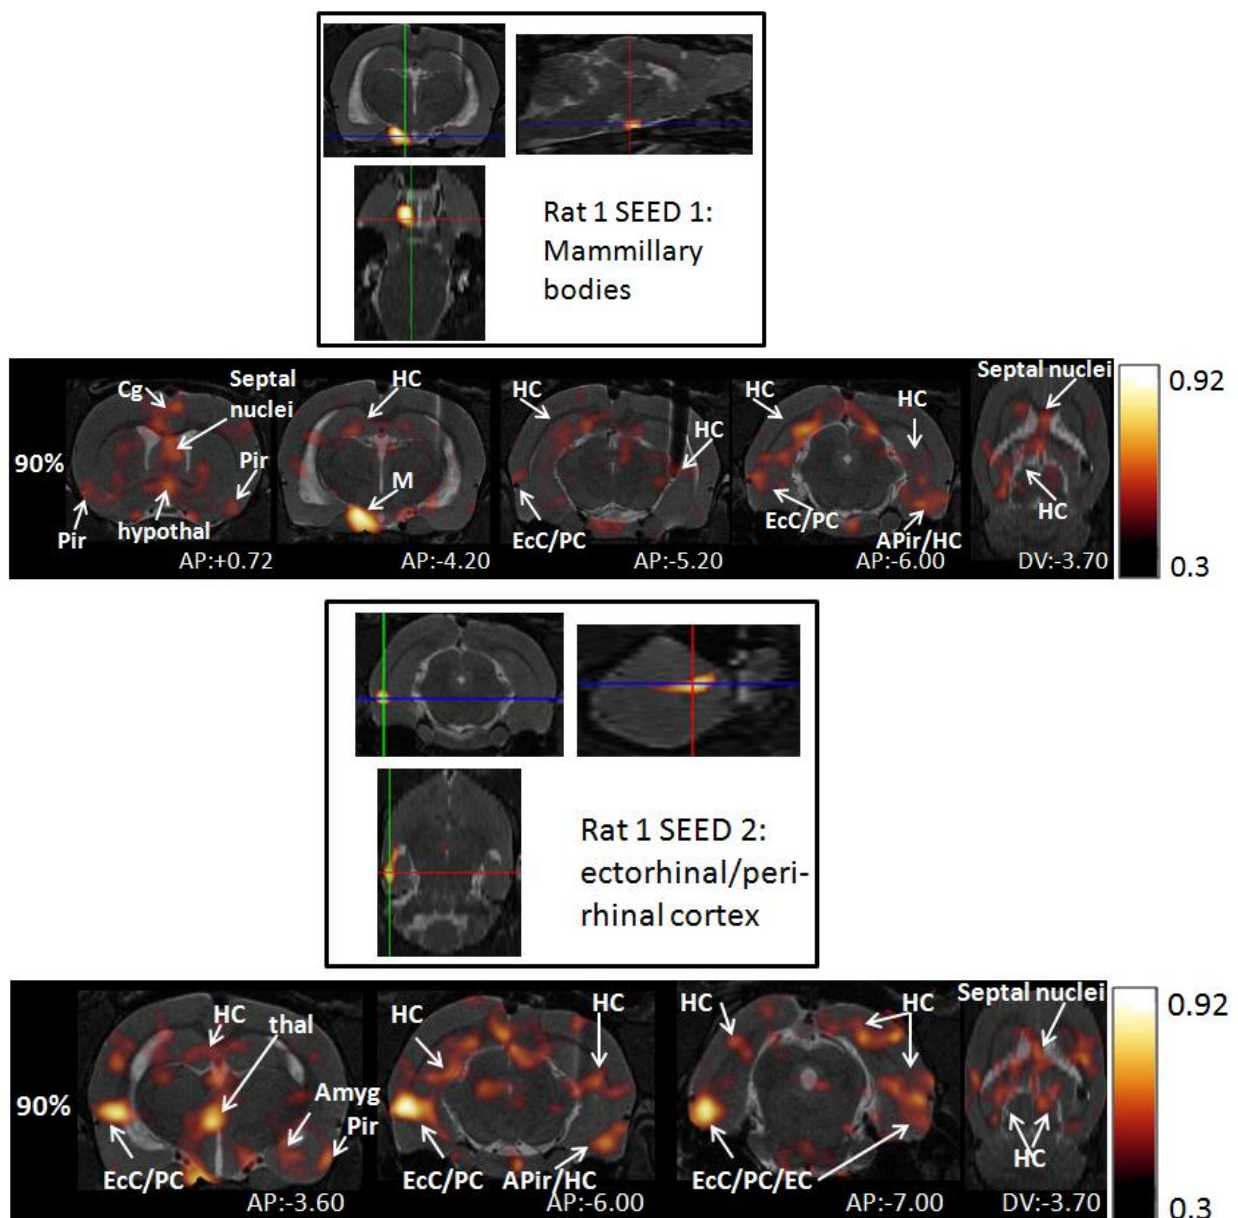 Rat 1 SEED 1:
Mammillary
bodies
Cg
Septal
nuclei
Pir
Pir
hypothal
AP:+0.72
HC
M
AP:-4.20
HC
HC
EcC/PC
AP:-5.20
HC
HC
EcC/PC
APir/HC
AP:-6.00
Septal nuclei
HC
DV:-3.70
90%
0.92
0.3
Rat 1 SEED 2:
ectorhinal/peri-
rhinal cortex
HC
thal
Amyg
Pir
EcC/PC
AP:-3.60
HC
HC
EcC/PC
APir/HC
AP:-6.00
HC
HC
EcC/PC/EC
AP:-7.00
Septal nuclei
HC
DV:-3.70
90%
0.92
0.3